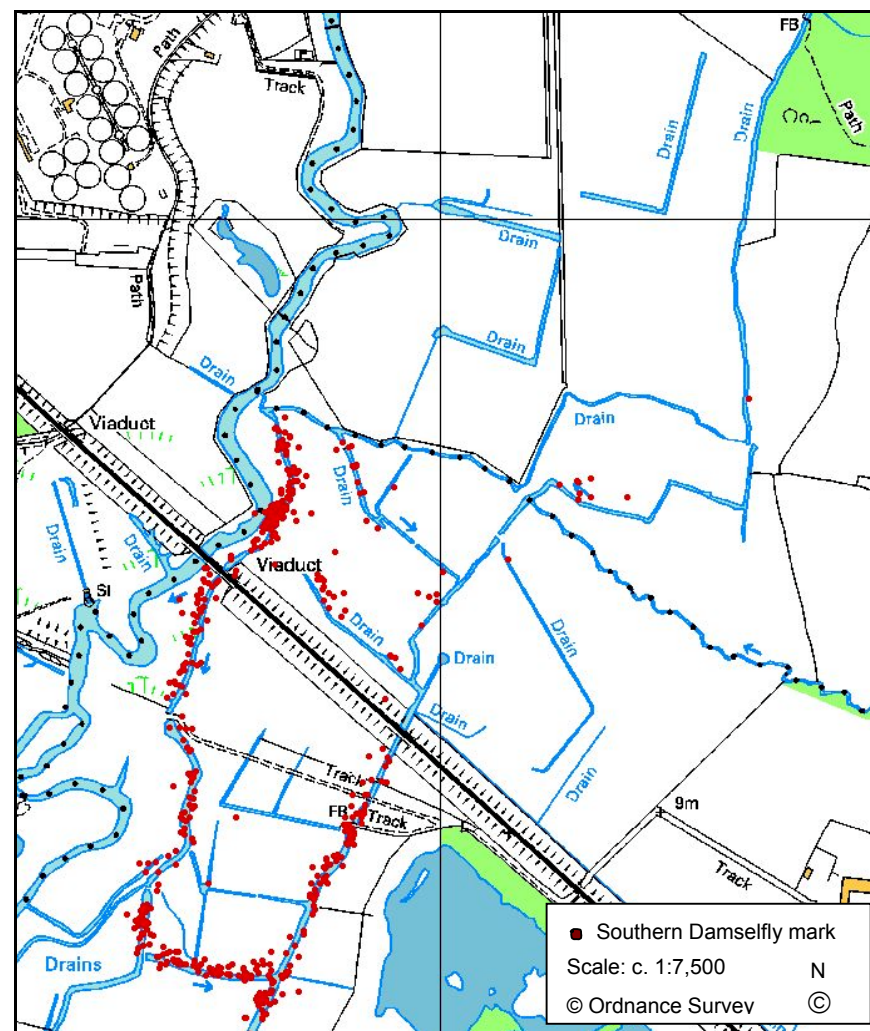 FB
Path
Track
Drain
Drain
Path
Drain
Path
Drain
Drain
Viaduct
Drain
Drain
Drain
Drain
Viaduct
SI
Drain
Drain
Drain
Drain
Drain
Track
Track
FB
9m
Track
Drains
Southern Damselfly mark
Scale: c. 1:7,500
N
© Ordnance Survey
©